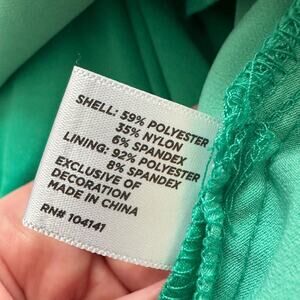 SHELL: 59% POLYESTER
35% NYLON
6% SPANDEX
LINING: 92% POLYESTER
8% SPANDEX
EXCLUSIVE OF
DECORATION
MADE IN CHINA
RN# 104141